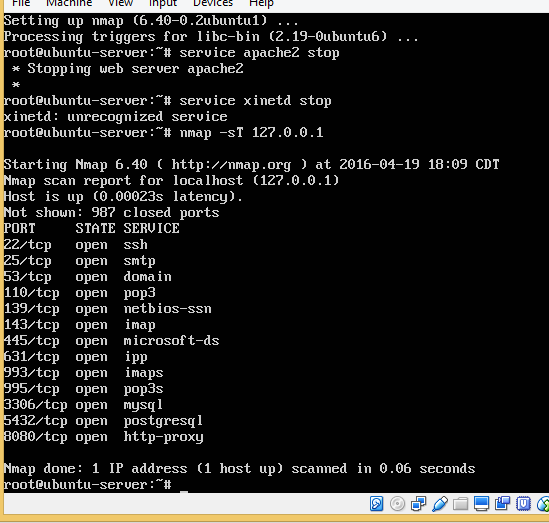 File Machine View Input Devices Help
Setting up nmap (6.40-0.2ubuntu1) ...
Processing triggers for libc-bin (2.19-0ubuntu6) ...
root@ubuntu-server:~# service apache2 stop
 * Stopping web server apache2
 *
root@ubuntu-server:~# service xinetd stop
xinetd: unrecognized service
root@ubuntu-server:~# nmap -sT 127.0.0.1
Starting Nmap 6.40 ( http://nmap.org ) at 2016-04-19 18:09 CDT
Nmap scan report for localhost (127.0.0.1)
Host is up (0.00023s latency).
Not shown: 987 closed ports
PORT     STATE SERVICE
22/tcp   open  ssh
25/tcp   open  smtp
53/tcp   open  domain
110/tcp  open  pop3
139/tcp  open  netbios-ssn
143/tcp  open  imap
445/tcp  open  microsoft-ds
631/tcp  open  ipp
993/tcp  open  imaps
995/tcp  open  pop3s
3306/tcp open  mysql
5432/tcp open  postgresql
8080/tcp open  http-proxy
Nmap done: 1 IP address (1 host up) scanned in 0.06 seconds
root@ubuntu-server:~# _